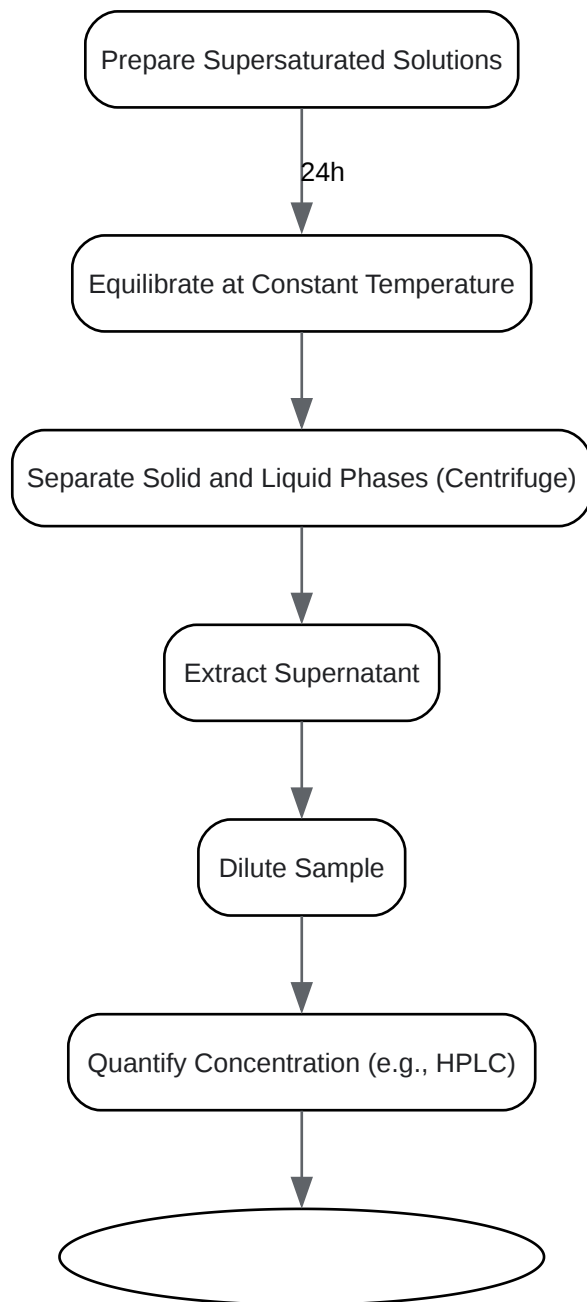 Prepare Supersaturated Solutions
24h
Equilibrate at Constant Temperature
Separate Solid and Liquid Phases (Centrifuge)
Extract Supernatant
Dilute Sample
Quantify Concentration (e.g., HPLC)